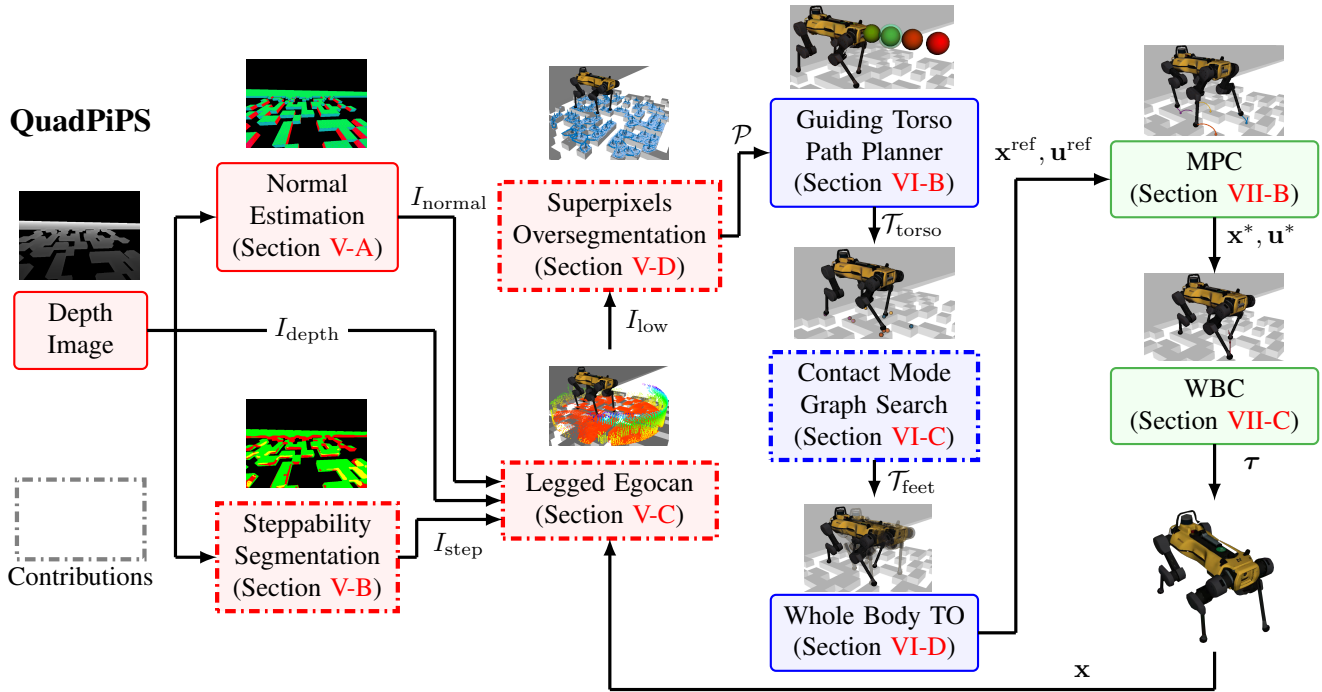 QuadPiPS
Depth
Image
Contributions
Normal
Estimation
(Section V-A)
I_normal
I_depth
Steppability
Segmentation
(Section V-B)
I_step
Superpixels
Oversegmentation
(Section V-D)
I_low
Legged Egocan
(Section V-C)
𝒫
Guiding Torso
Path Planner
(Section VI-B)
𝒯_torso
Contact Mode
Graph Search
(Section VI-C)
𝒯_feet
Whole Body TO
(Section VI-D)
x^ref, u^ref
MPC
(Section VII-B)
x*, u*
WBC
(Section VII-C)
τ
x